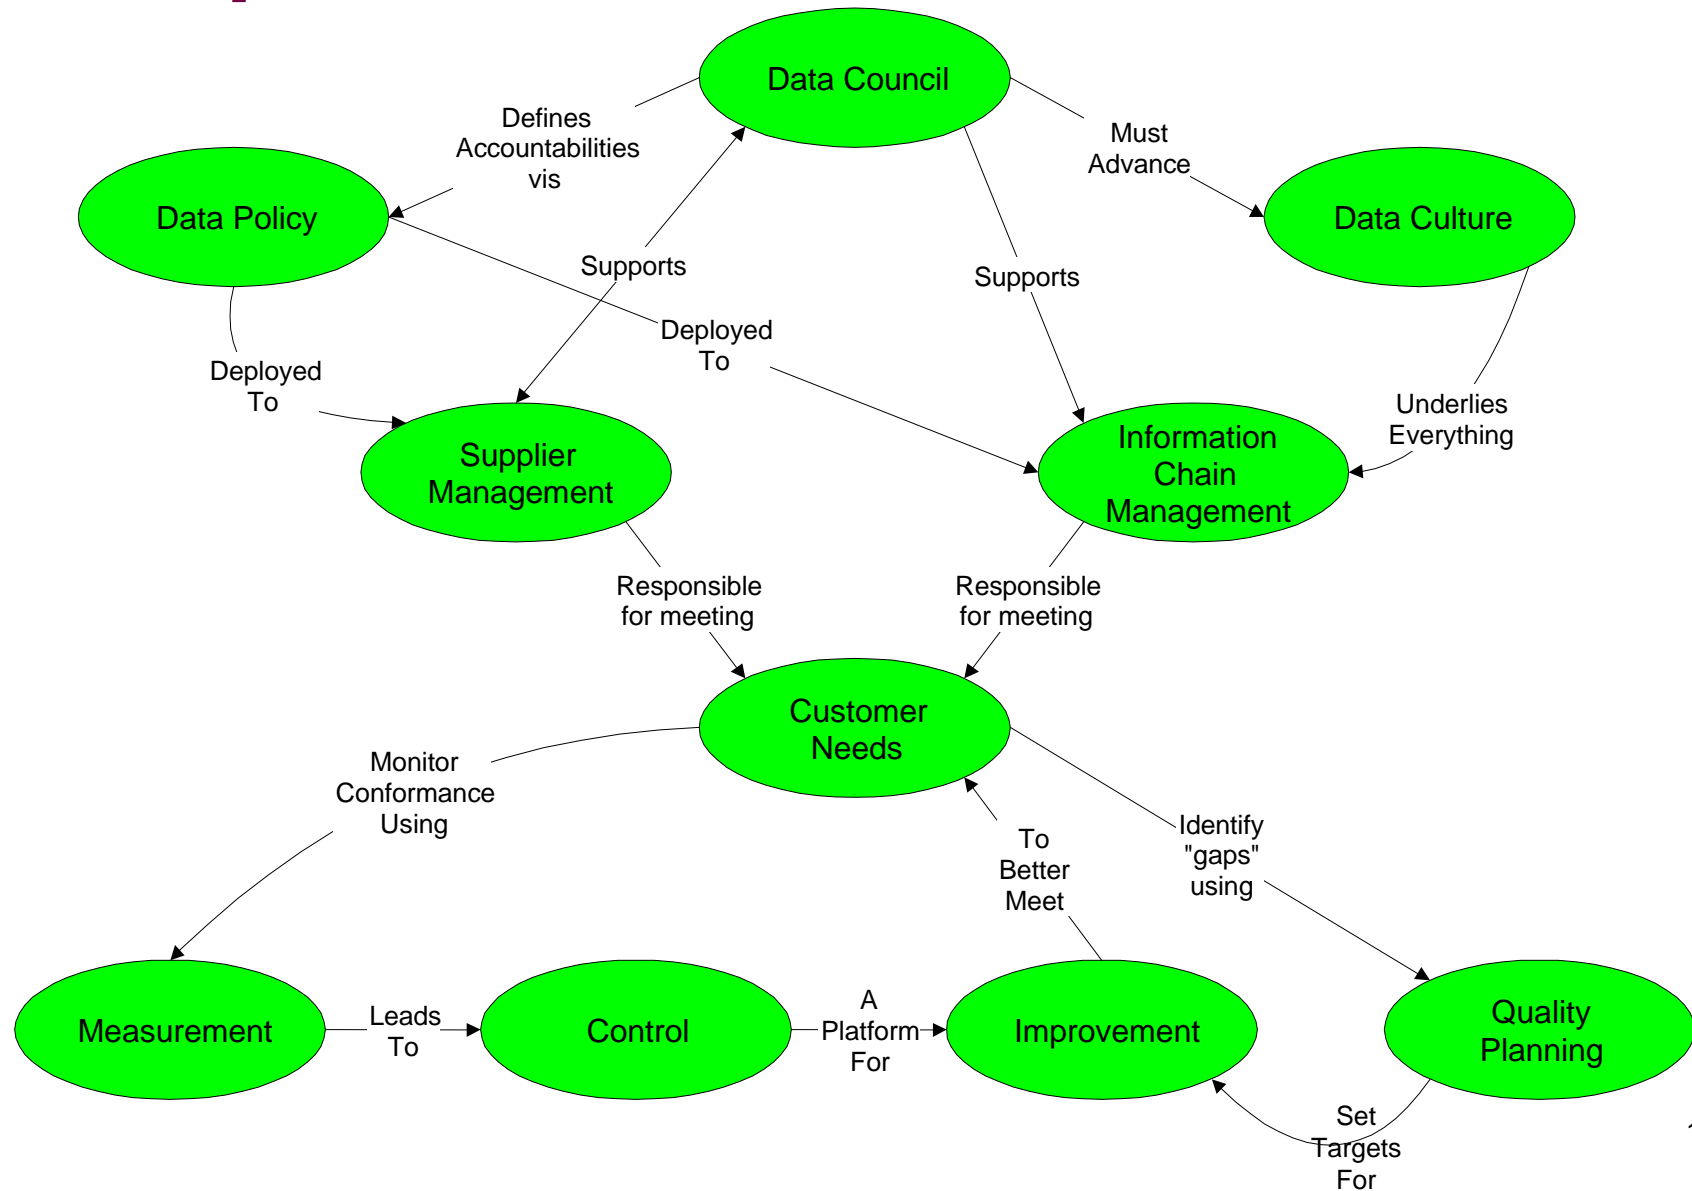 Data Council
Defines
Accountabilities
vis
Must
Advance
Data Policy
Data Culture
Supports
Supports
Deployed
To
Deployed
To
Underlies
Everything
Supplier
Management
Information
Chain
Management
Responsible
for meeting
Responsible
for meeting
Customer
Needs
Monitor
Conformance
Using
To
Better
Meet
Identify
"gaps"
using
Measurement
Leads
To
Control
A
Platform
For
Improvement
Quality
Planning
Set
Targets
For